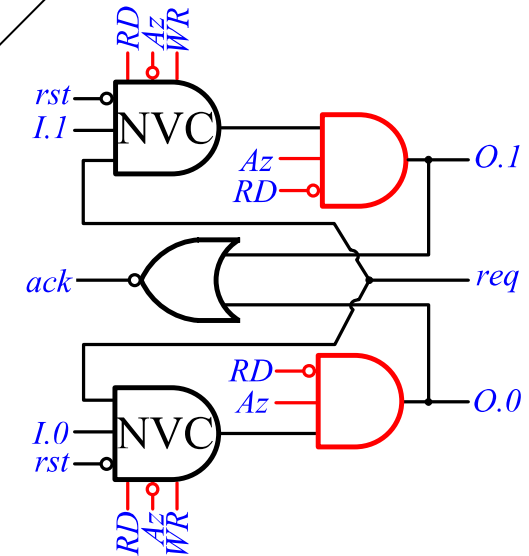 RD Az WR
rst
I.1
NVC
Az
RD
O.1
ack
req
RD
Az
O.0
I.0
NVC
rst
RD Az WR